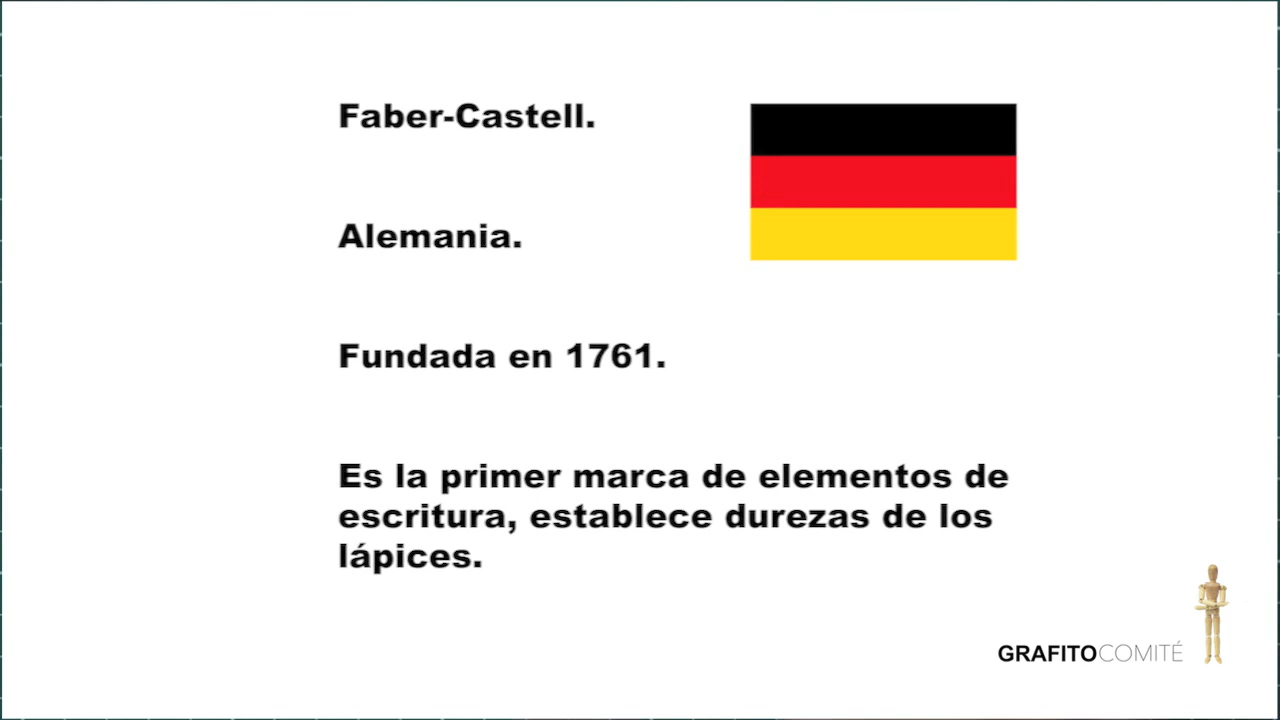 Faber-Castell.
Alemania.
Fundada en 1761.
Es la primer marca de elementos de
escritura, establece durezas de los
lápices.
GRAFITOCOMITÉ